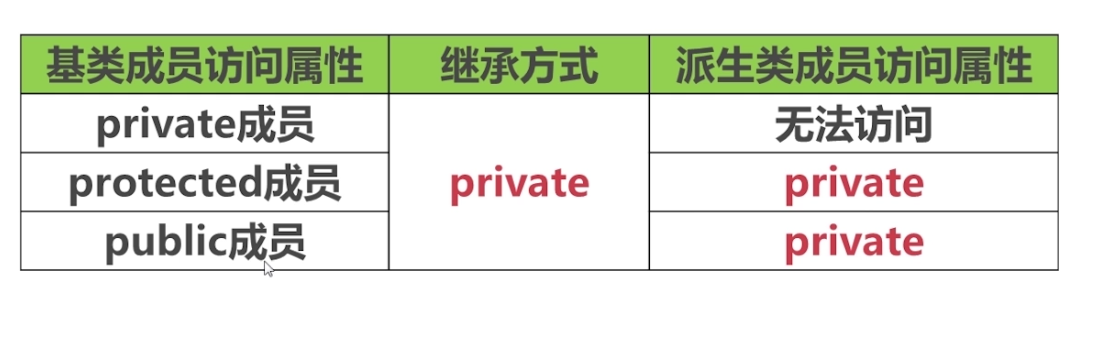 基类成员访问属性 继承方式 派生类成员访问属性
private成员 无法访问
protected成员 private private
public成员 private